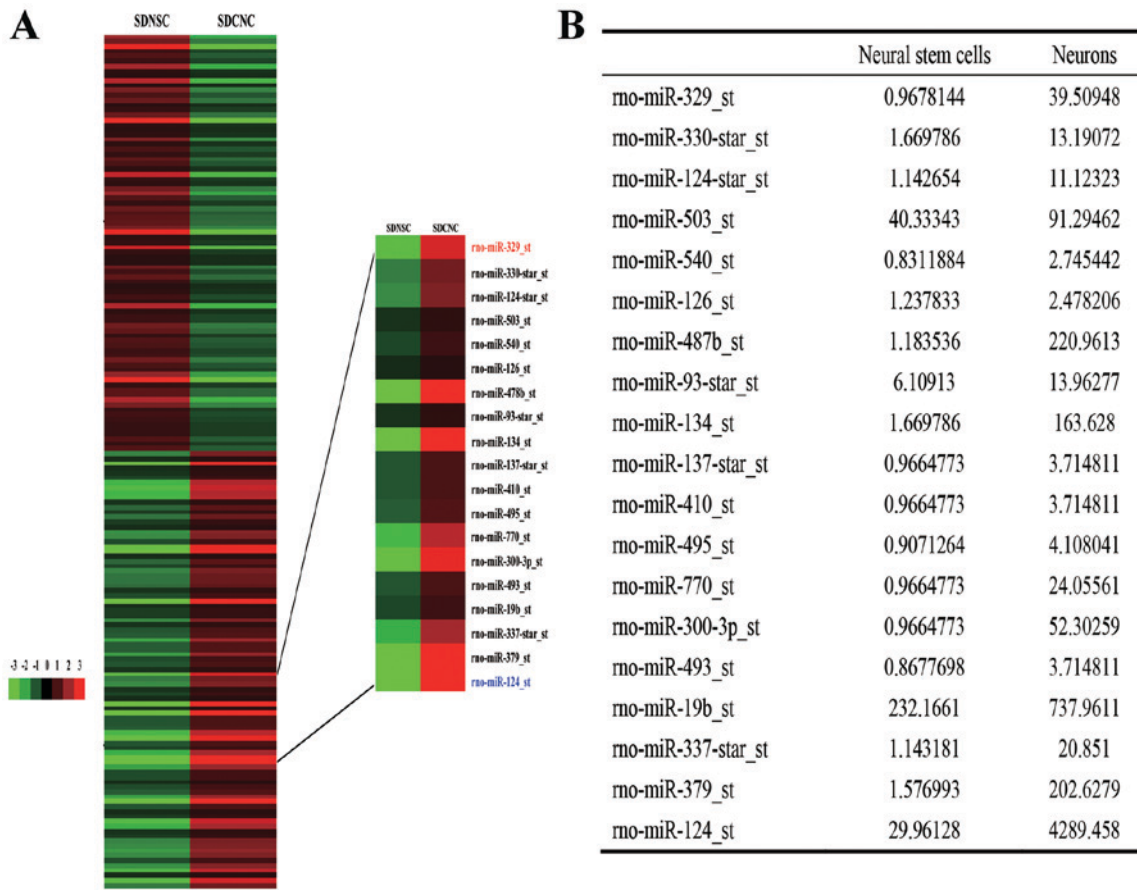 A
SDNSC SDCNC
-3 -2 -1 0 1 2 3
SDNSC SDCNC
rno-miR-329_st
rno-miR-330-star_st
rno-miR-124-star_st
rno-miR-503_st
rno-miR-540_st
rno-miR-126_st
rno-miR-478b_st
rno-miR-93-star_st
rno-miR-134_st
rno-miR-137-star_st
rno-miR-410_st
rno-miR-495_st
rno-miR-770_st
rno-miR-300-3p_st
rno-miR-493_st
rno-miR-19b_st
rno-miR-337-star_st
rno-miR-379_st
rno-miR-124_st
B
Neural stem cells Neurons
rno-miR-329_st 0.9678144 39.50948
rno-miR-330-star_st 1.669786 13.19072
rno-miR-124-star_st 1.142654 11.12323
rno-miR-503_st 40.33343 91.29462
rno-miR-540_st 0.8311884 2.745442
rno-miR-126_st 1.237833 2.478206
rno-miR-487b_st 1.183536 220.9613
rno-miR-93-star_st 6.10913 13.96277
rno-miR-134_st 1.669786 163.628
rno-miR-137-star_st 0.9664773 3.714811
rno-miR-410_st 0.9664773 3.714811
rno-miR-495_st 0.9071264 4.108041
rno-miR-770_st 0.9664773 24.05561
rno-miR-300-3p_st 0.9664773 52.30259
rno-miR-493_st 0.8677698 3.714811
rno-miR-19b_st 232.1661 737.9611
rno-miR-337-star_st 1.143181 20.851
rno-miR-379_st 1.576993 202.6279
rno-miR-124_st 29.96128 4289.458